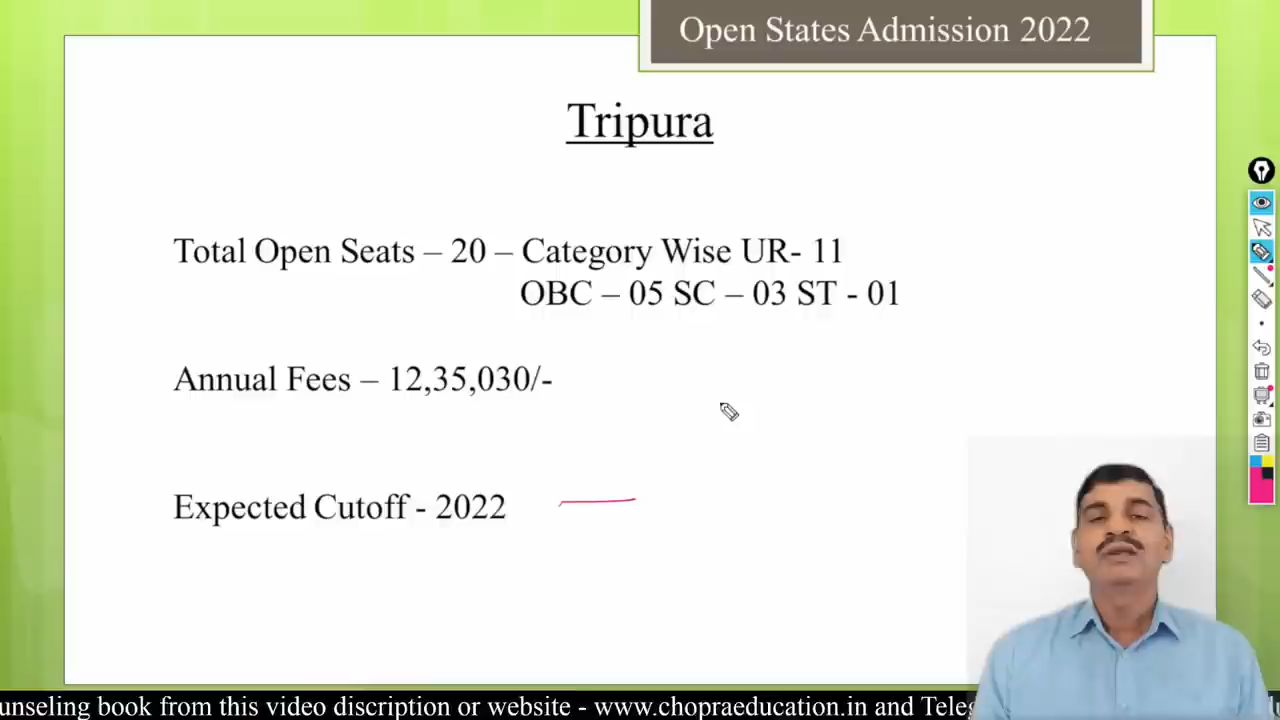 Open States Admission 2022
Tripura
Total Open Seats – 20 – Category Wise UR- 11
OBC – 05 SC – 03 ST - 01
Annual Fees – 12,35,030/-
Expected Cutoff - 2022
unseling book from this video discription or website - www.chopraeducation.in and Teleg